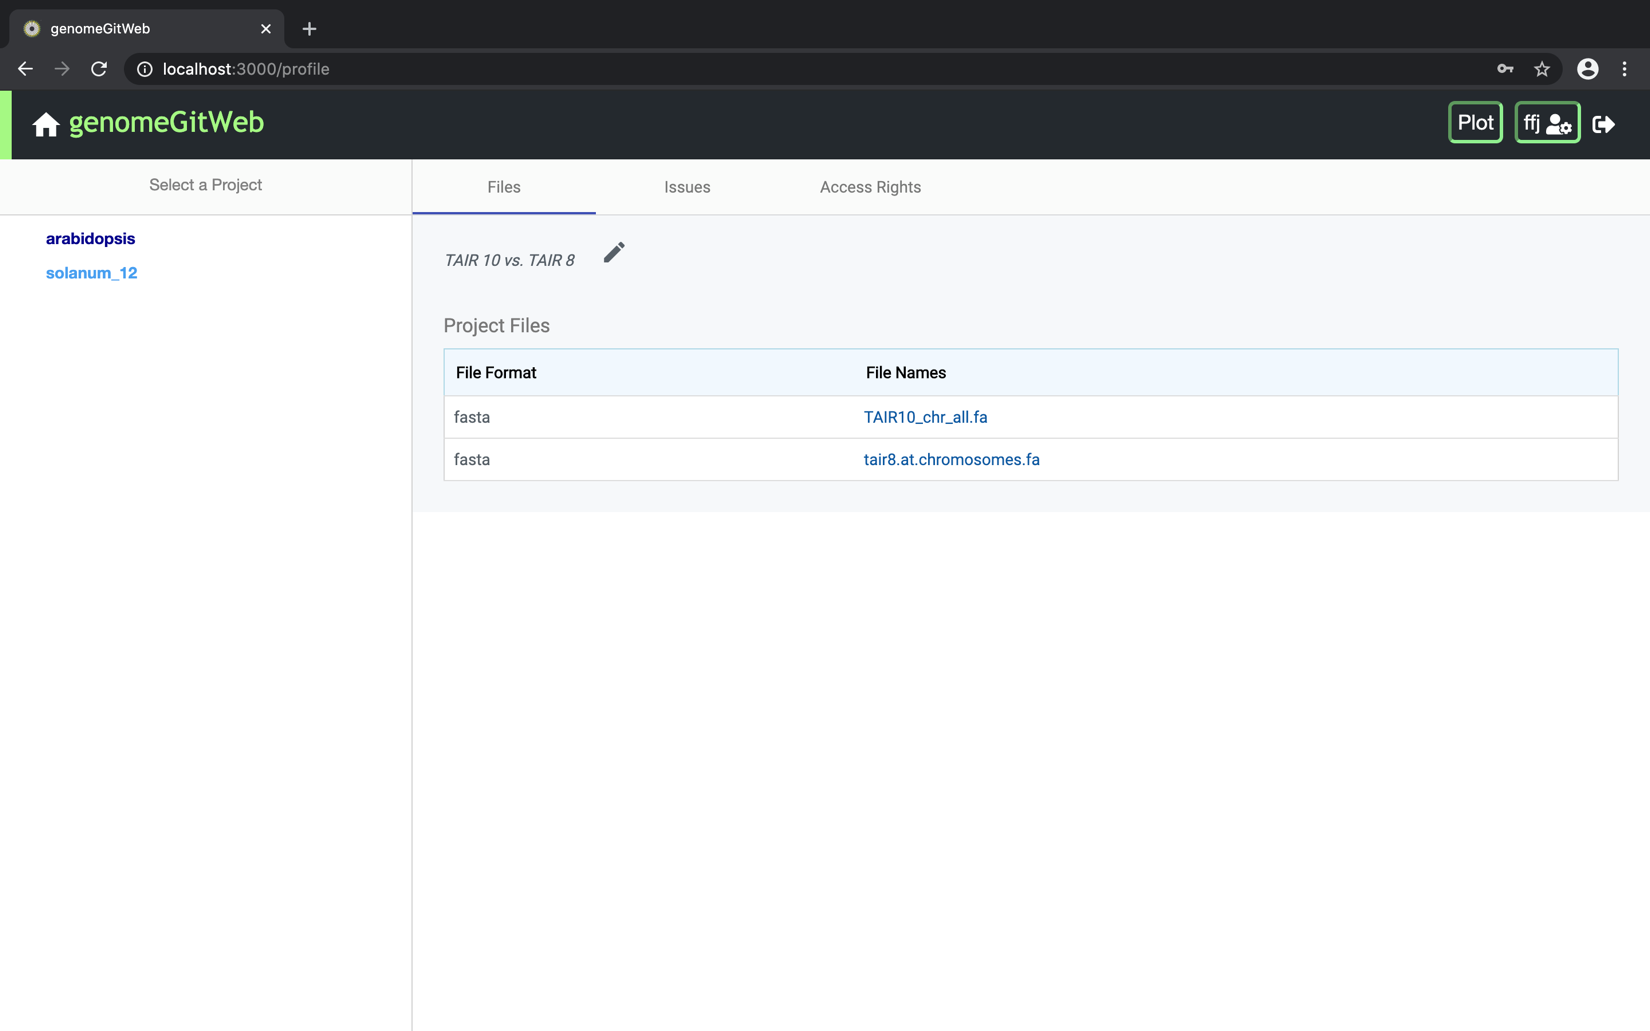 genomeGitWeb
localhost:3000/profile
genomeGitWeb
Plot
ffj
Select a Project
Files
Issues
Access Rights
arabidopsis
solanum_12
TAIR 10 vs. TAIR 8
Project Files
File Format
File Names
fasta
TAIR10_chr_all.fa
fasta
tair8.at.chromosomes.fa